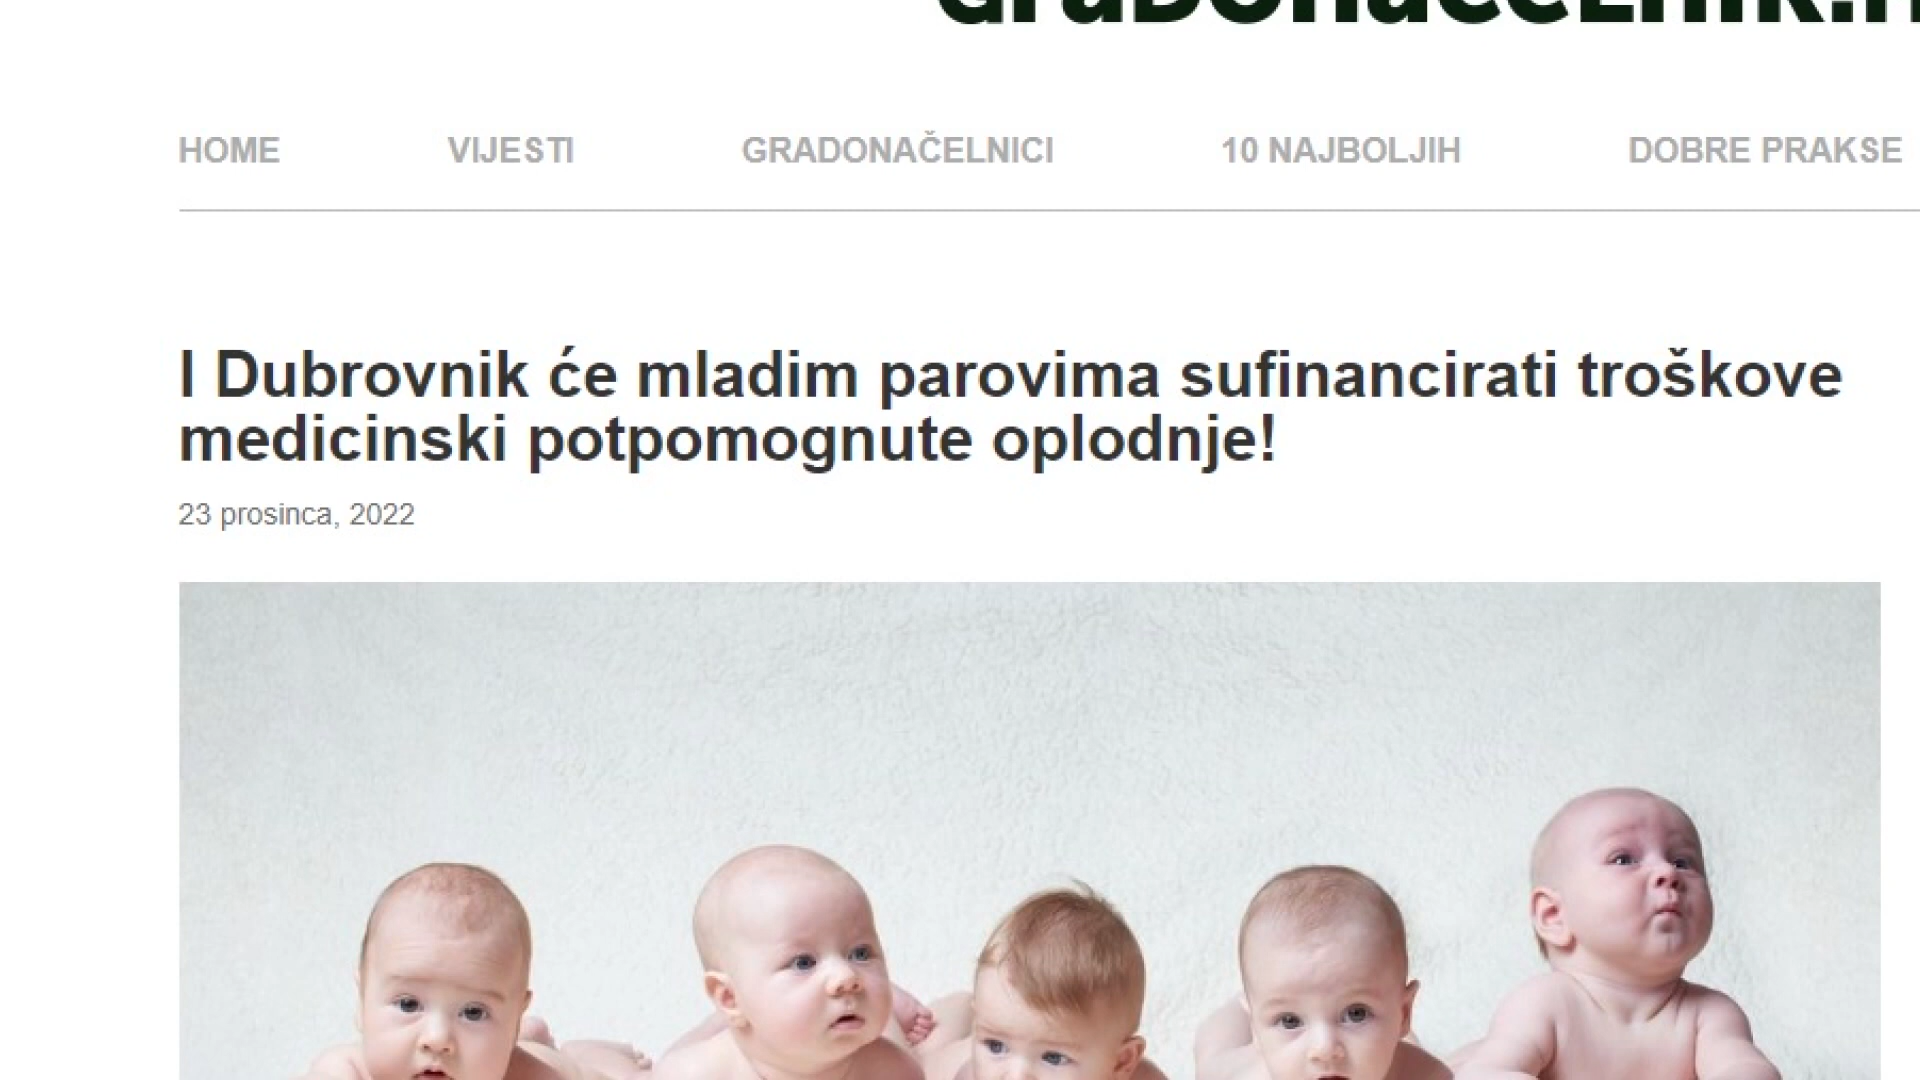 HOME VIJESTI GRADONAČELNICI 10 NAJBOLJIH DOBRE PRAKSE
I Dubrovnik će mladim parovima sufinancirati troškove
medicinski potpomognute oplodnje!
23 prosinca, 2022